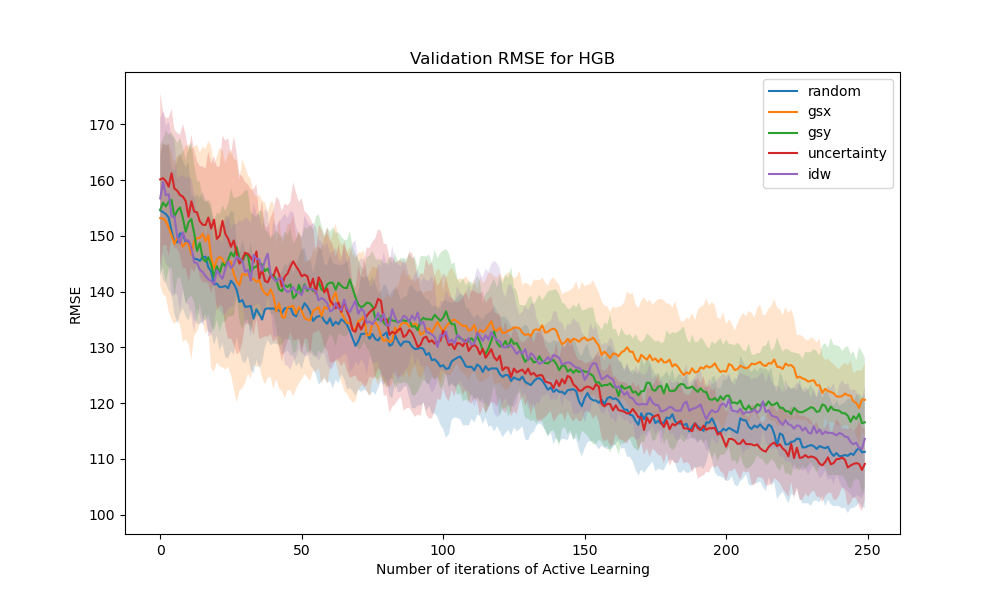 Validation RMSE for HGB
random
gsx
gsy
uncertainty
idw
RMSE
170
160
150
140
130
120
110
100
0 50 100 150 200 250
Number of iterations of Active Learning